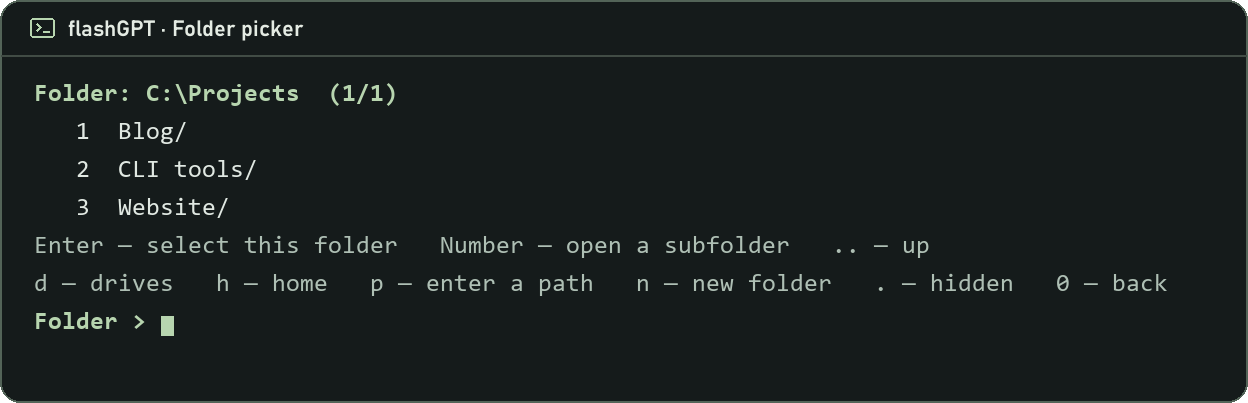 flashGPT · Folder picker
Folder: C:\Projects  (1/1)
1  Blog/
2  CLI tools/
3  Website/
Enter — select this folder   Number — open a subfolder   .. — up
d — drives   h — home   p — enter a path   n — new folder   . — hidden   0 — back
Folder >